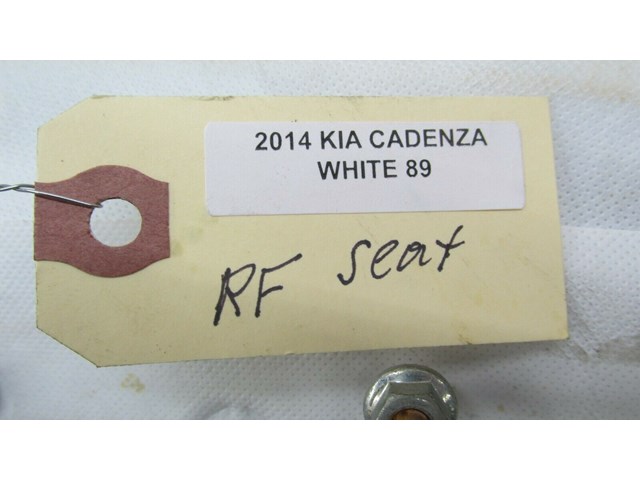 2014 KIA CADENZA
WHITE 89
RF seat